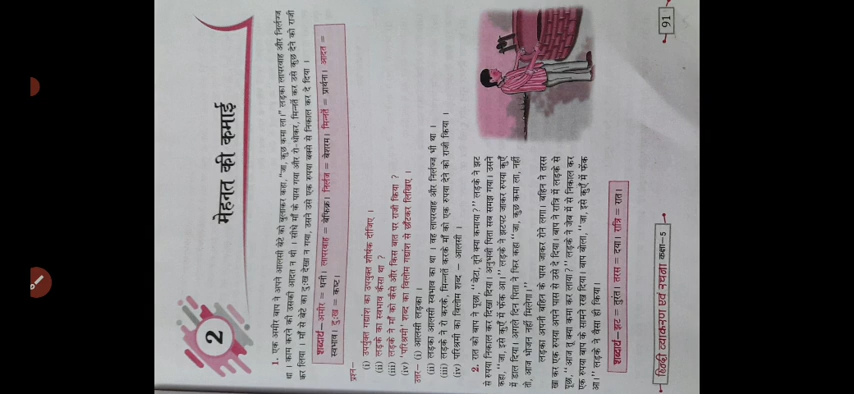 2
मेहनत की कमाई
1. एक अमीर बाप ने अपने आलसी बेटे को बुलाकर कहा, "जा, कुछ कमा ला।" लड़का लापरवाह और निर्लज्ज
था। काम करने की उसकी आदत न थी। सीधे माँ के पास गया और रो-धोकर, मिन्नतें कर उसे कुछ देने को राजी
कर लिया। माँ से बेटे का दुःख देखा न गया, उसने उसे एक रुपया बक्से से निकाल कर दे दिया।
शब्दार्थ—अमीर = धनी। लापरवाह = बेफिक्र। निर्लज = बेशरम। मिन्नतें = प्रार्थना। आदत =
स्वभाव। दुःख = कष्ट।
प्रश्न—
(i) उपर्युक्त गद्यांश का उपयुक्त शीर्षक दीजिए।
(ii) लड़के का स्वभाव कैसा था ?
(iii) लड़के ने माँ को कैसे और किस बात पर राजी किया ?
(iv) 'परिश्रमी' शब्द का विलोम गद्यांश से छाँटकर लिखिए।
उत्तर— (i) आलसी लड़का।
(ii) लड़का आलसी स्वभाव का था। वह लापरवाह और निर्लज्ज भी था।
(iii) लड़के ने रो करके, मिन्नतें करके माँ को एक रुपया देने को राजी किया।
(iv) परिश्रमी का विलोम शब्द – आलसी।
2. रात को बाप ने पूछा, "बेटा, तूने क्या कमाया ?" लड़के ने झट
से रुपया निकाल कर दिखा दिया। अनुभवी पिता सब समझ गया। उसने
कहा, "जा, इसे कुएँ में फेंक आ।" लड़के ने झटपट जाकर रुपया कुएँ
में डाल दिया। अगले दिन पिता ने फिर कहा "जा, कुछ कमा ला, नहीं
तो, आज भोजन नहीं मिलेगा।"
लड़का अपनी बहिन के पास जाकर रोने लगा। बहिन ने तरस
खा कर एक रुपया अपने पास से उसे दे दिया। बाप ने रात्रि में लड़के से
पूछा, "आज तू क्या कमा कर लाया ?" लड़के ने जेब में से निकाल कर
एक रुपया बाप के सामने रख दिया। बाप बोला, "जा, इसे कुएँ में फेंक
आ।" लड़के ने वैसा ही किया।
शब्दार्थ—झट = तुरंत। तरस = दया। रात्रि = रात।
हिन्दी व्याकरण एवं रचना कक्षा-5
91